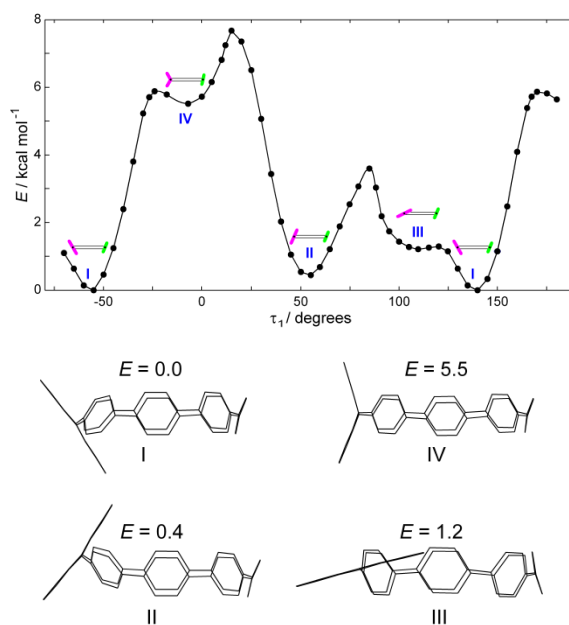 8
6
4
2
0
E / kcal mol⁻¹
IV
II
III
I
I
-50 0 50 100 150
τ₁ / degrees
E = 0.0 E = 5.5
I IV
E = 0.4 E = 1.2
II III